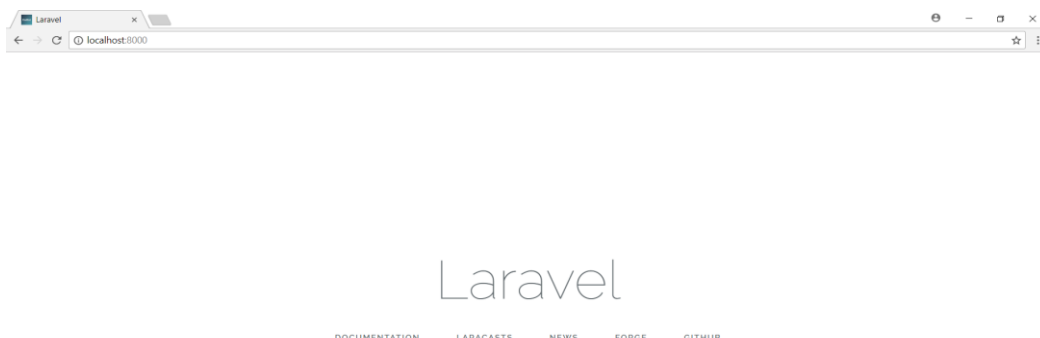 Laravel
localhost:8000
Laravel
DOCUMENTATION LARACASTS NEWS FORGE GITHUB